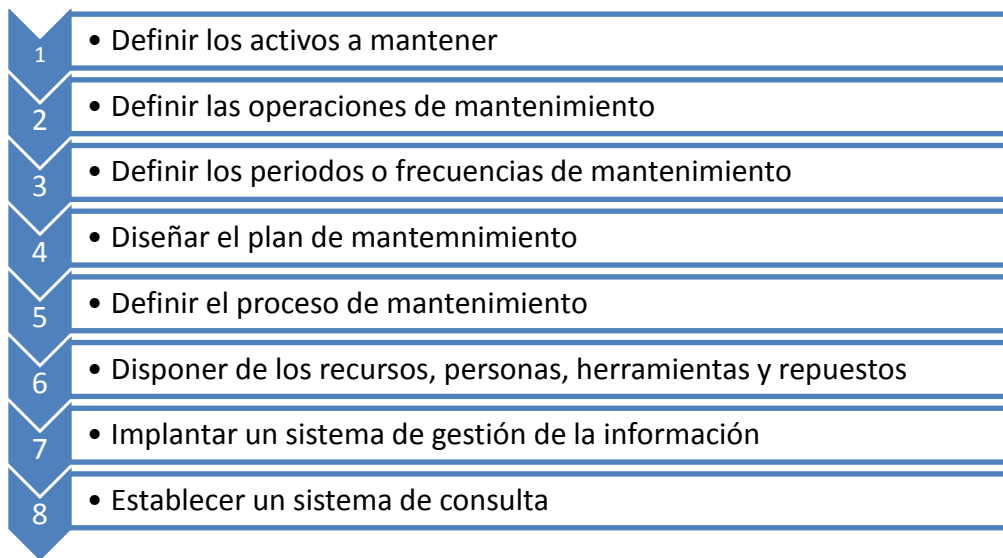 1 • Definir los activos a mantener
2 • Definir las operaciones de mantenimiento
3 • Definir los periodos o frecuencias de mantenimiento
4 • Diseñar el plan de mantemnimiento
5 • Definir el proceso de mantenimiento
6 • Disponer de los recursos, personas, herramientas y repuestos
7 • Implantar un sistema de gestión de la información
8 • Establecer un sistema de consulta